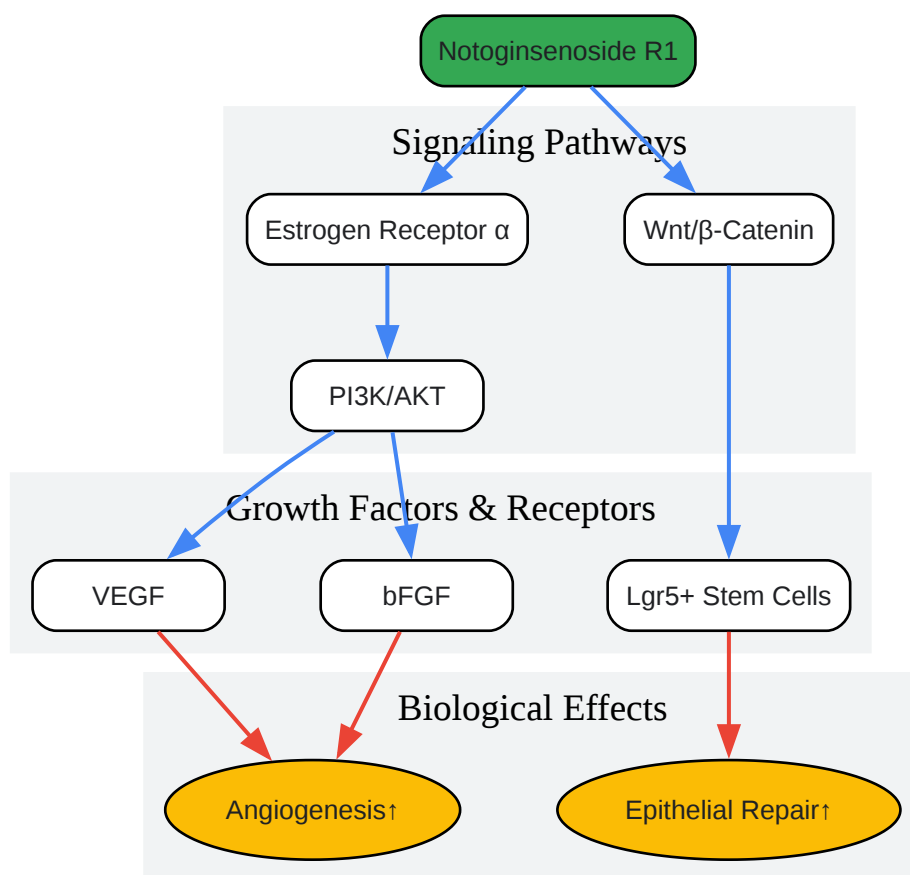 Notoginsenoside R1
Signaling Pathways
Estrogen Receptor α
Wnt/β-Catenin
PI3K/AKT
Growth Factors & Receptors
VEGF
bFGF
Lgr5+ Stem Cells
Biological Effects
Angiogenesis↑
Epithelial Repair↑